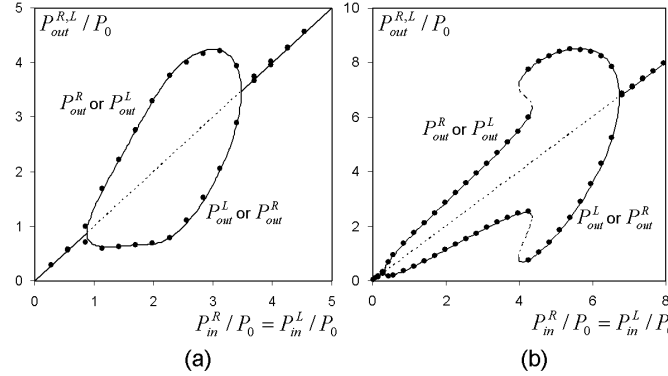 P_out^{R,L} / P_0
5
4
3
2
1
0
P_out^R or P_out^L
P_out^L or P_out^R
0 1 2 3 4 5
P_in^R / P_0 = P_in^L / P_0
(a)
P_out^{R,L} / P_0
10
8
6
4
2
0
P_out^R or P_out^L
P_out^L or P_out^R
0 2 4 6 8
P_in^R / P_0 = P_in^L / P_0
(b)